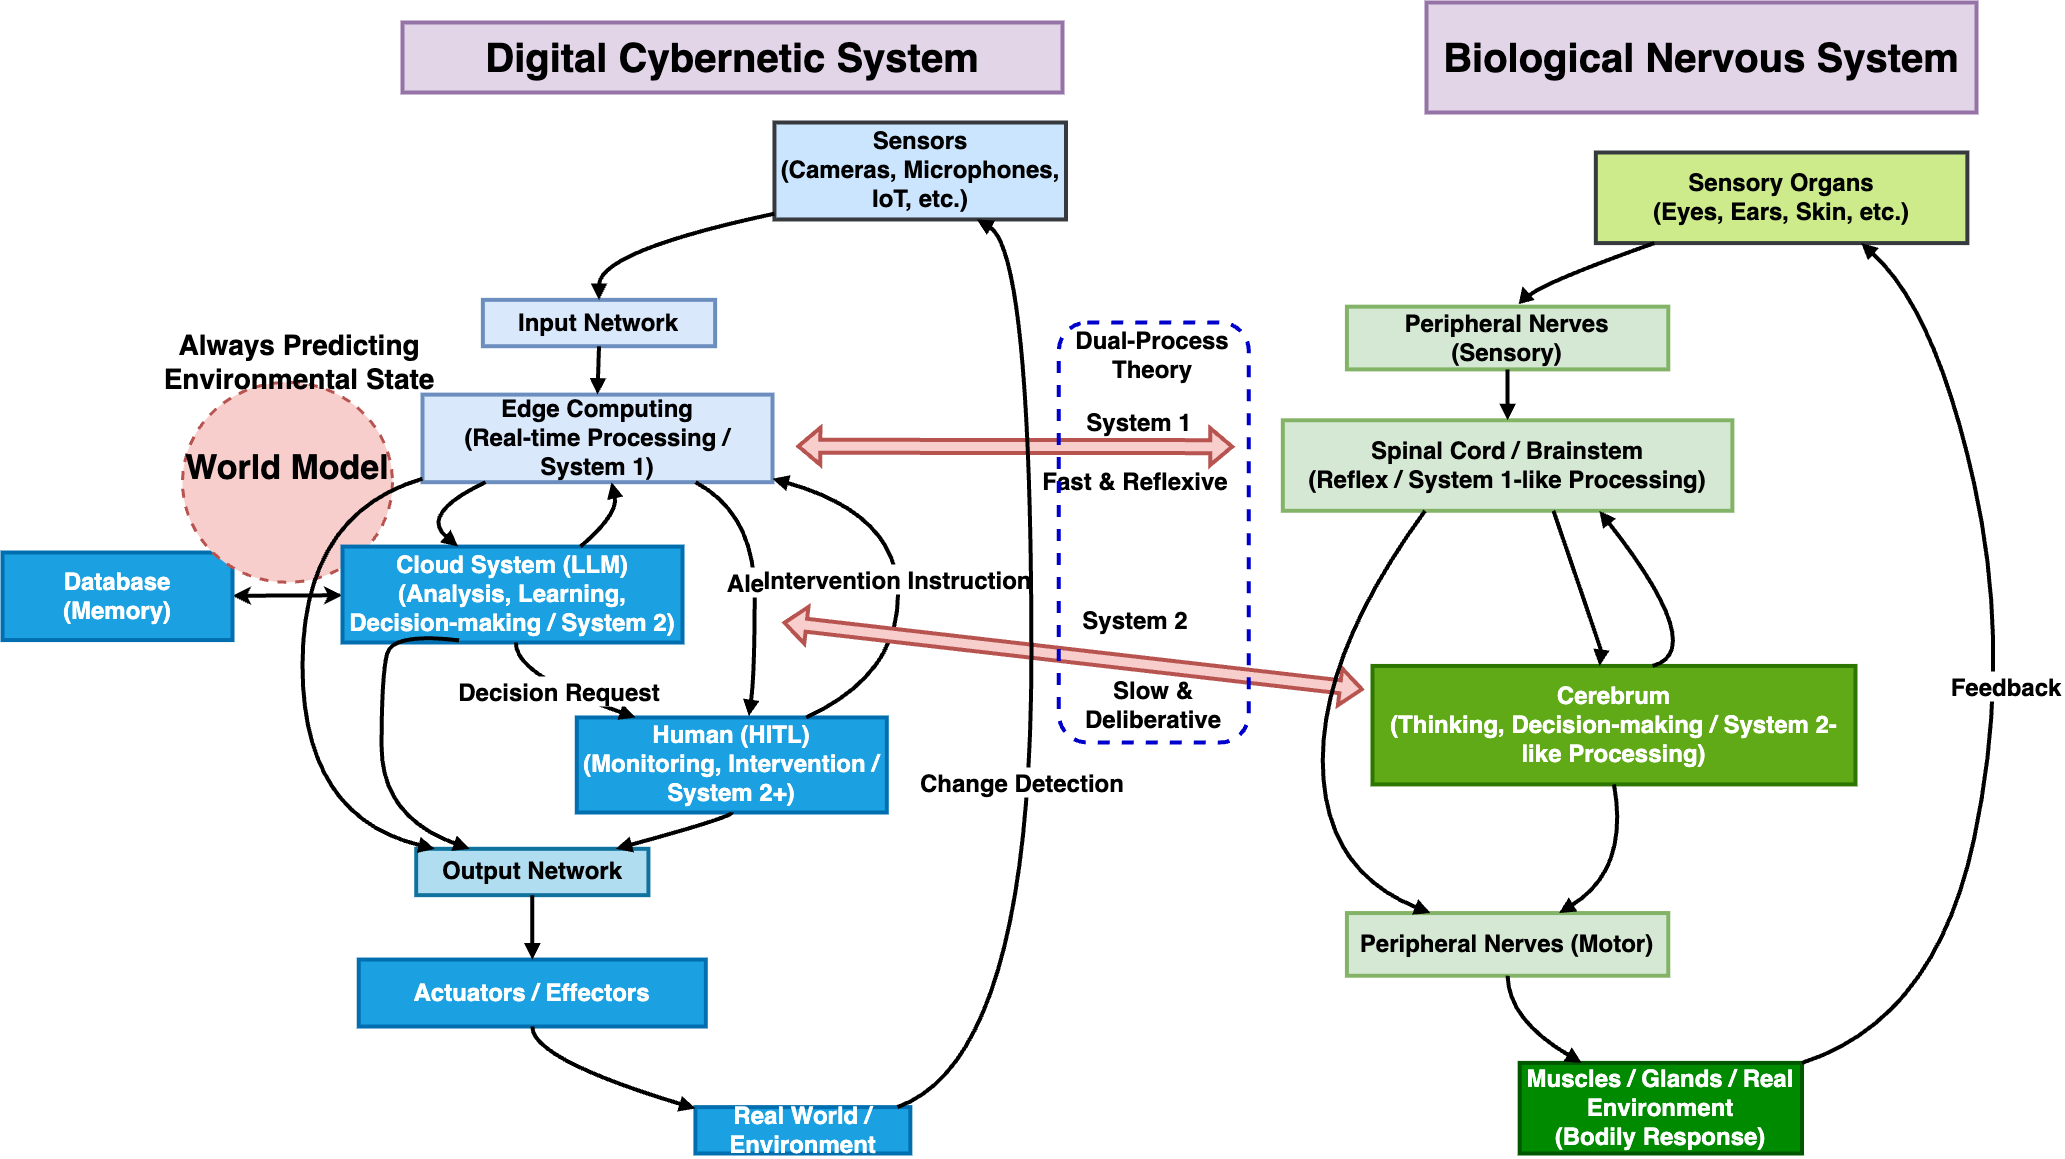 Digital Cybernetic System
Biological Nervous System
Sensors
(Cameras, Microphones,
IoT, etc.)
Input Network
Always Predicting
Environmental State
World Model
Edge Computing
(Real-time Processing /
System 1)
Database
(Memory)
Cloud System (LLM)
(Analysis, Learning,
Decision-making / System 2)
Intervention Instruction
Decision Request
Human (HITL)
(Monitoring, Intervention /
System 2+)
Change Detection
Output Network
Actuators / Effectors
Real World /
Environment
Dual-Process
Theory
System 1
Fast & Reflexive
System 2
Slow &
Deliberative
Sensory Organs
(Eyes, Ears, Skin, etc.)
Peripheral Nerves
(Sensory)
Spinal Cord / Brainstem
(Reflex / System 1-like Processing)
Cerebrum
(Thinking, Decision-making / System 2-
like Processing)
Feedback
Peripheral Nerves (Motor)
Muscles / Glands / Real
Environment
(Bodily Response)